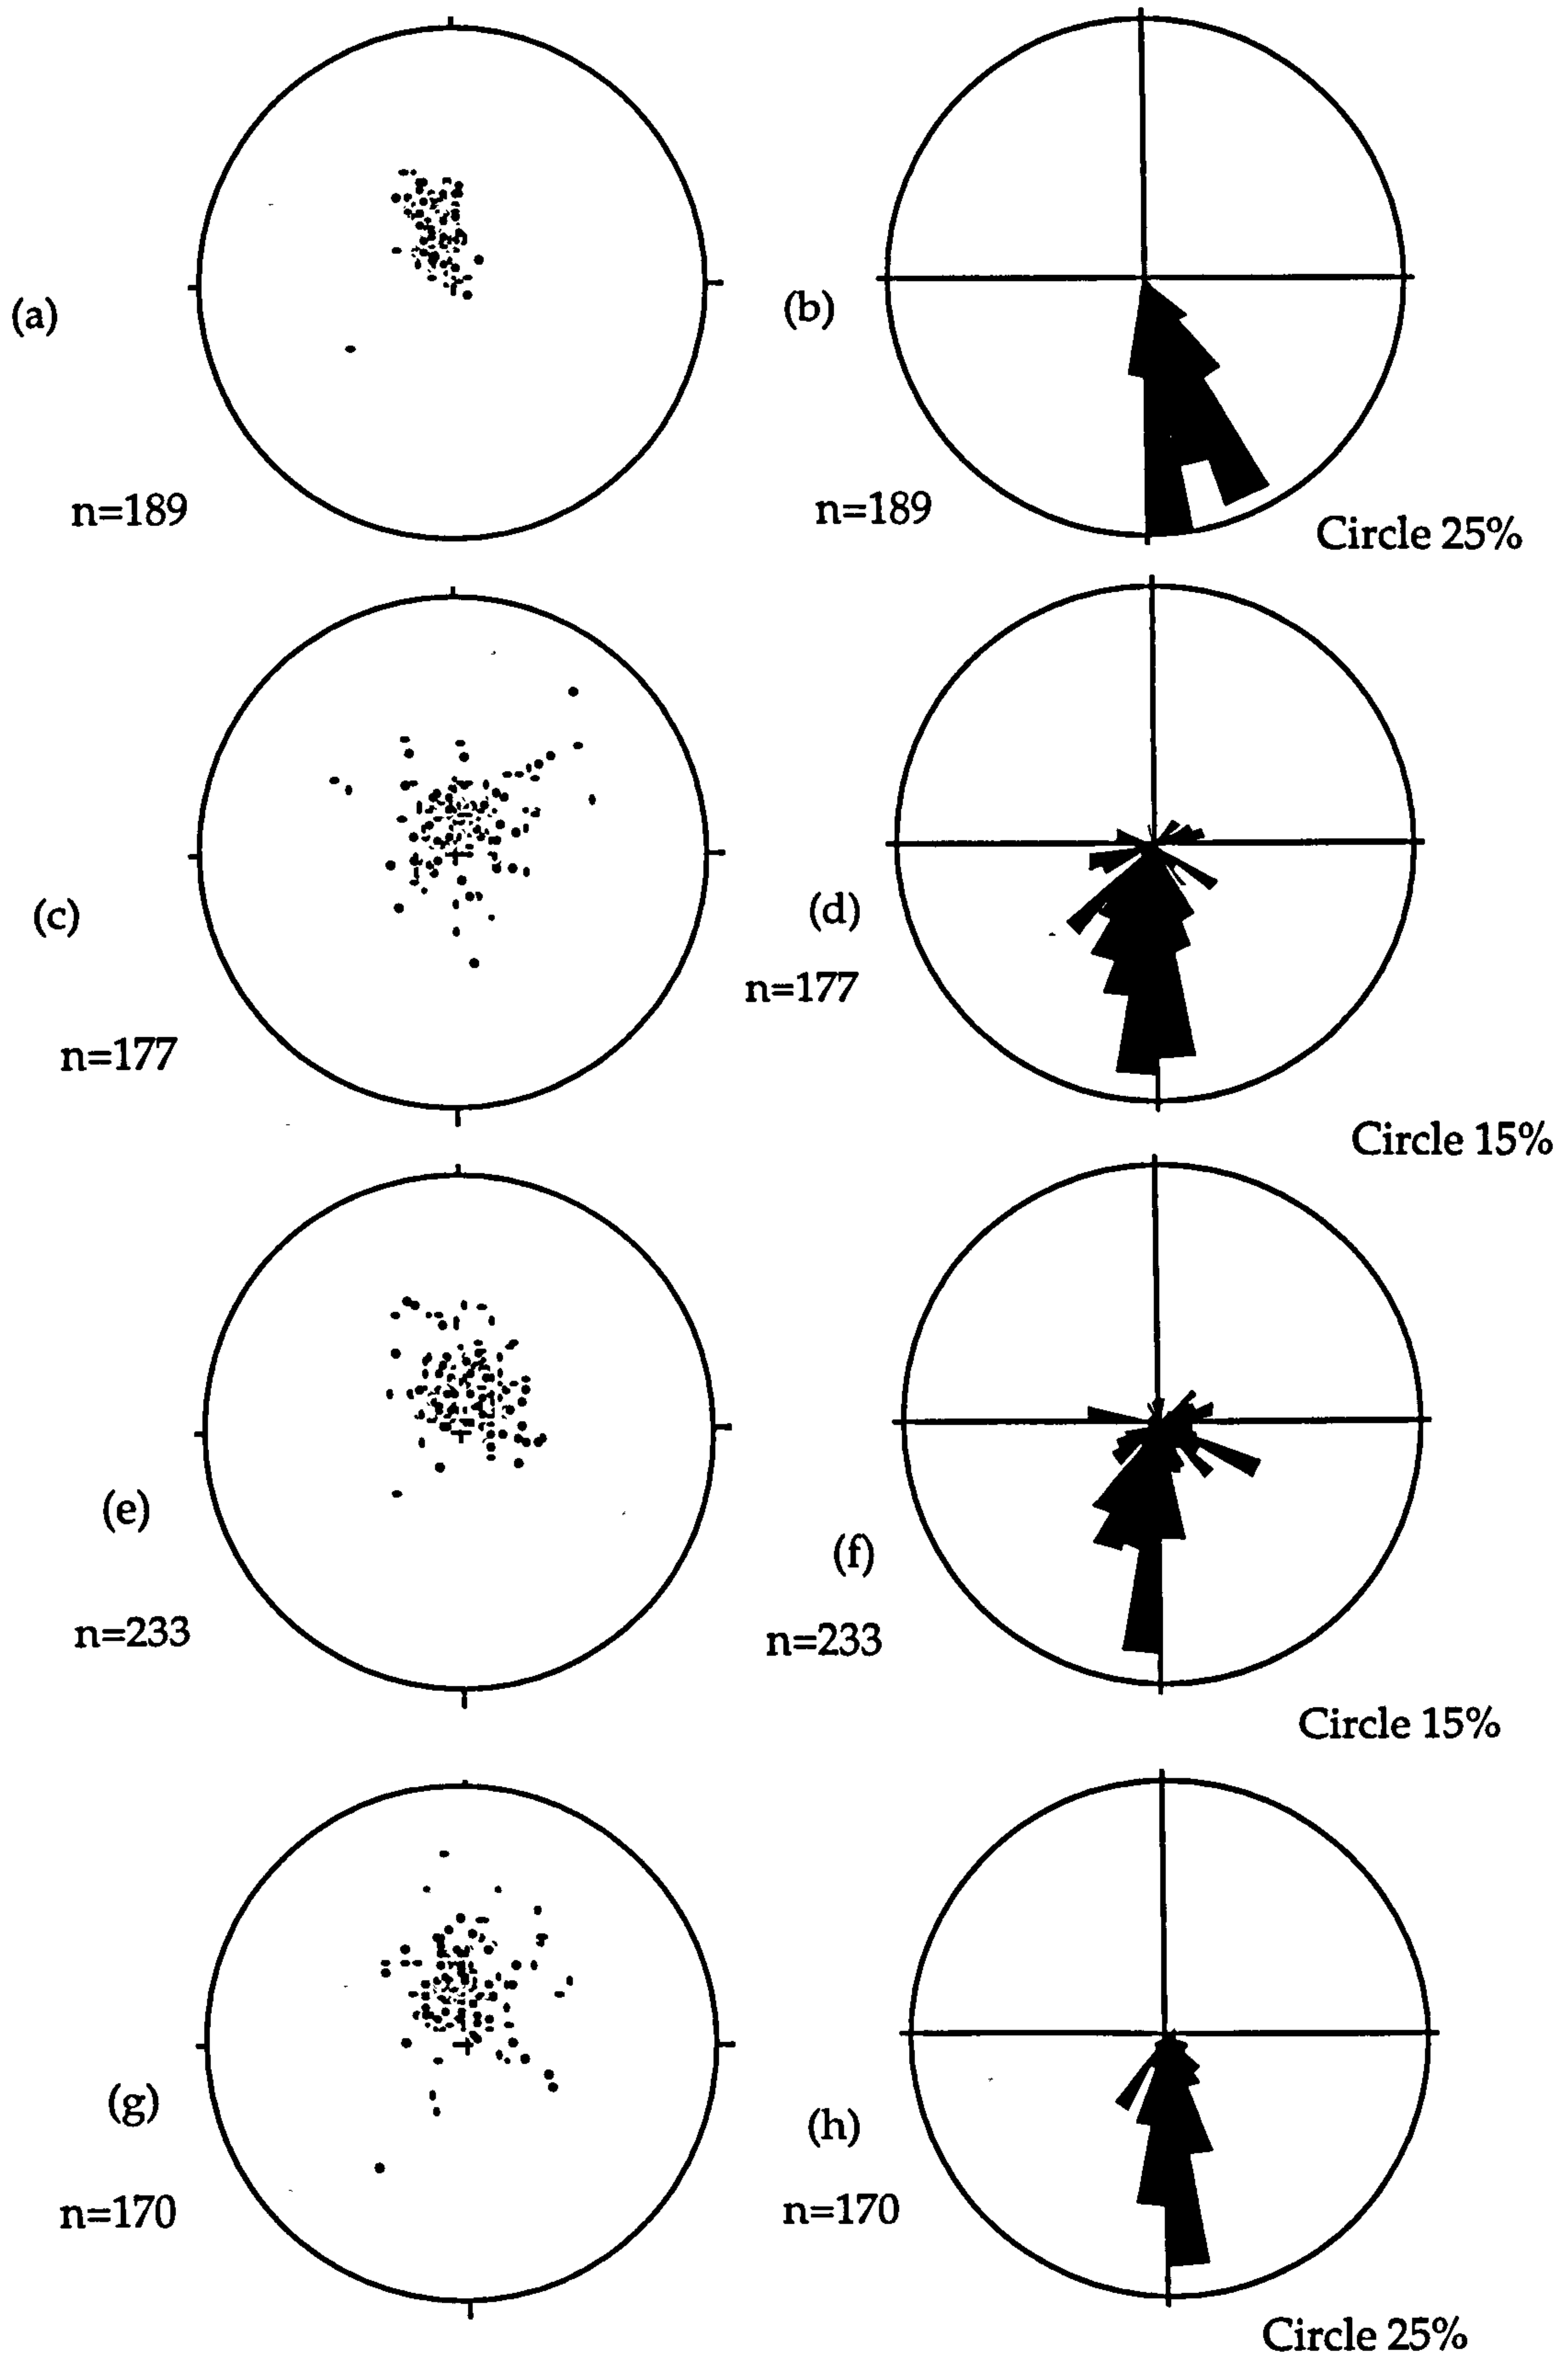 (a)
(b)
n=189
n=189
Circle 25%
(c)
(d)
n=177
n=177
Circle 15%
(e)
(f)
n=233
n=233
Circle 15%
(g)
(h)
n=170
n=170
Circle 25%